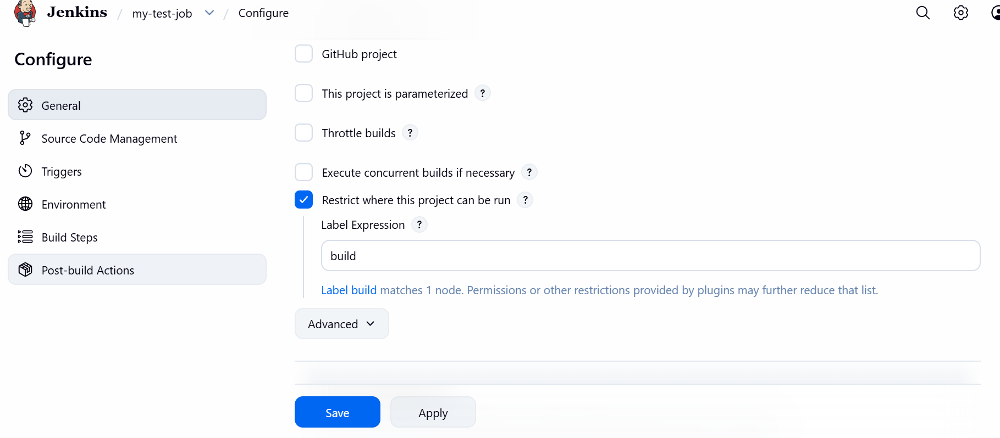 Jenkins / my-test-job / Configure
Configure
General
Source Code Management
Triggers
Environment
Build Steps
Post-build Actions
GitHub project
This project is parameterized ?
Throttle builds ?
Execute concurrent builds if necessary ?
Restrict where this project can be run ?
Label Expression ?
build
Label build matches 1 node. Permissions or other restrictions provided by plugins may further reduce that list.
Advanced
Save
Apply